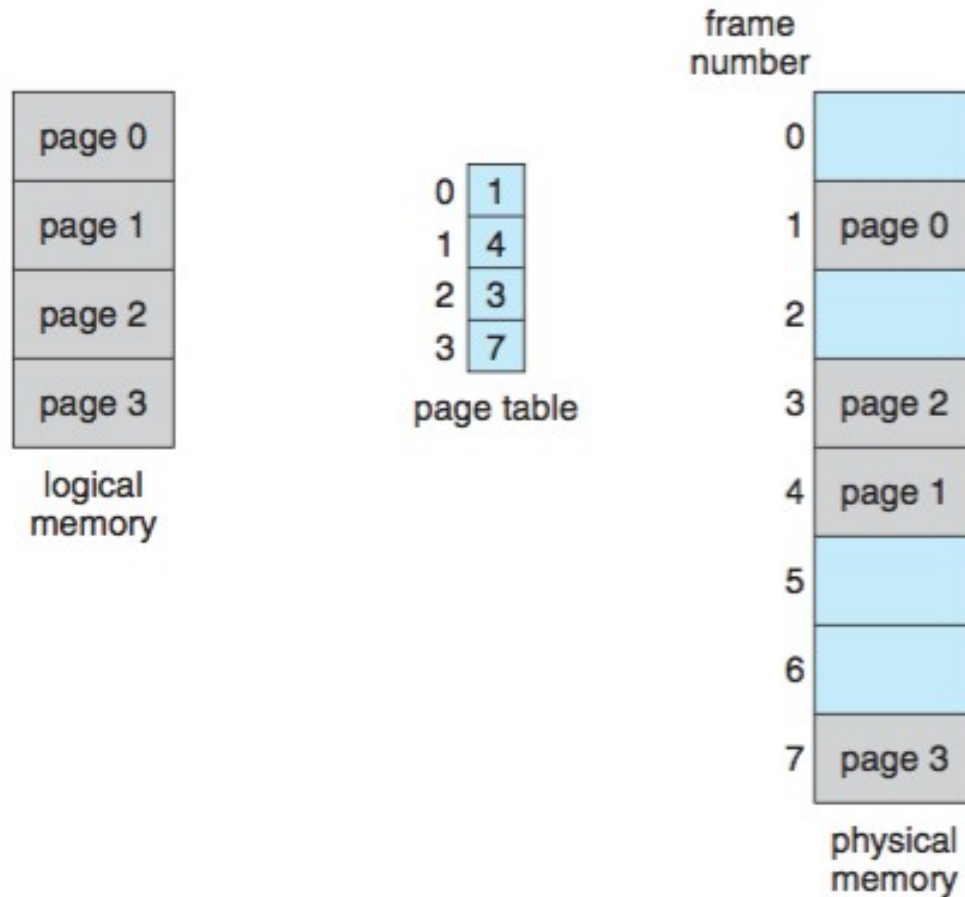 page 0
page 1
page 2
page 3
logical
memory
0 1
1 4
2 3
3 7
page table
frame
number
0
1 page 0
2
3 page 2
4 page 1
5
6
7 page 3
physical
memory